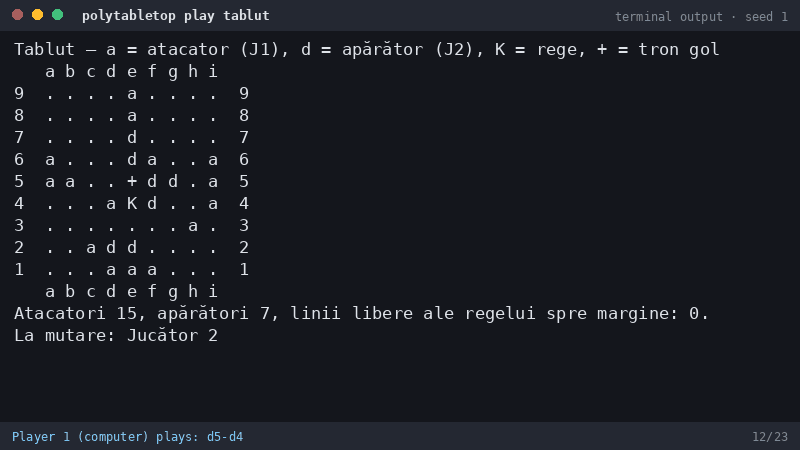 polytabletop play tablut
terminal output · seed 1
Tablut — a = atacator (J1), d = apărător (J2), K = rege, + = tron gol
a b c d e f g h i
9 . . . . a . . . . 9
8 . . . . a . . . . 8
7 . . . . d . . . . 7
6 a . . . d a . . a 6
5 a a . . + d d . a 5
4 . . . a K d . . a 4
3 . . . . . . . a . 3
2 . . a d d . . . . 2
1 . . . a a a . . . 1
a b c d e f g h i
Atacatori 15, apărători 7, linii libere ale regelui spre margine: 0.
La mutare: Jucător 2
Player 1 (computer) plays: d5-d4
12/23